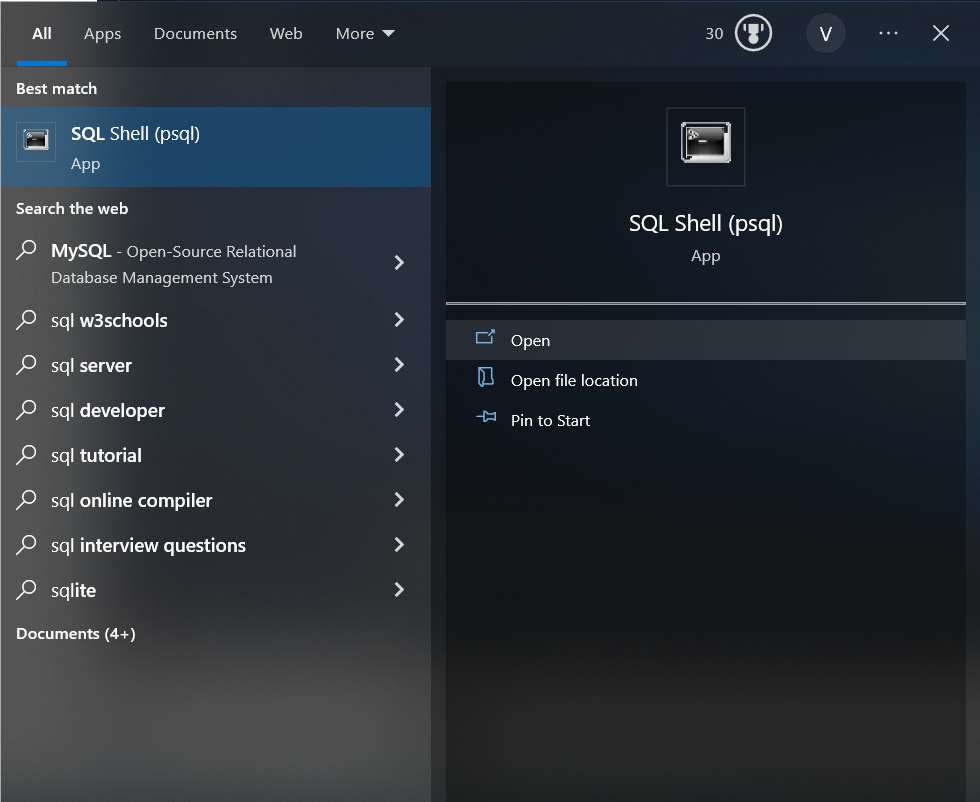 All Apps Documents Web More 30 V
Best match
SQL Shell (psql)
App
Search the web
MySQL - Open-Source Relational
Database Management System
sql w3schools
sql server
sql developer
sql tutorial
sql online compiler
sql interview questions
sqlite
Documents (4+)
SQL Shell (psql)
App
Open
Open file location
Pin to Start